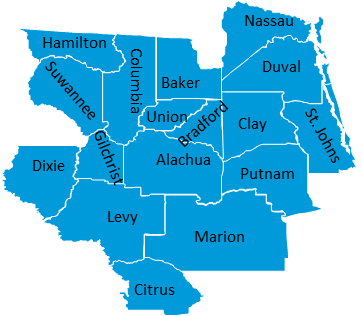 Nassau
Hamilton
Columbia
Duval
Baker
Suwannee
Union
Bradford
Clay
St. Johns
Gilchrist
Alachua
Dixie
Putnam
Levy
Marion
Citrus